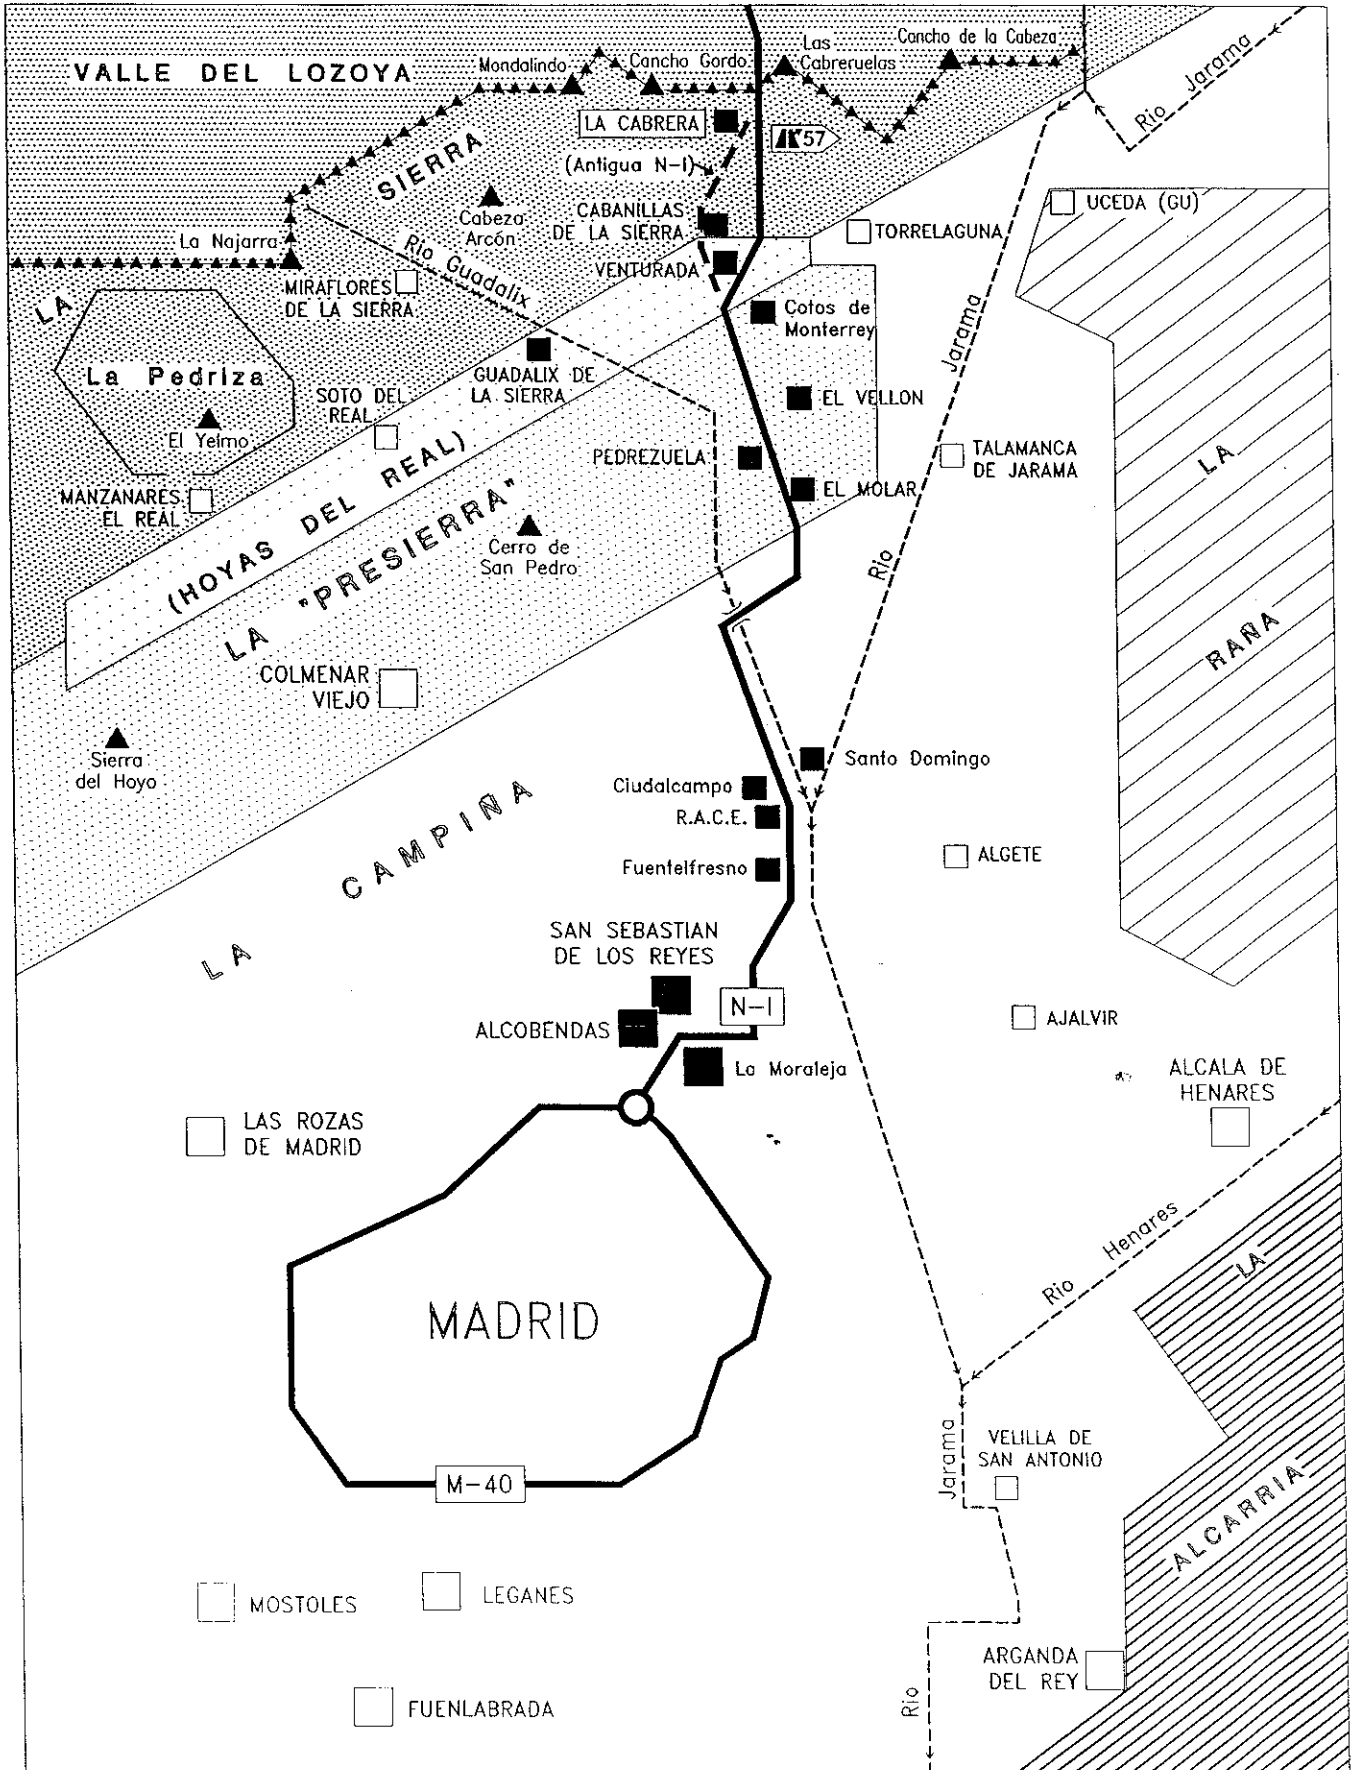 Las
Cabreruelas
Cancho de la Cabeza
Mondalindo
Cancho Gordo
VALLE DEL LOZOYA
Rio Jarama
LA CABRERA
57
SIERRA
(Antigua N-I)
Cabeza
Arcón
CABANILLAS
DE LA SIERRA
UCEDA (GU)
TORRELAGUNA
La Najarra
Rio Guadalix
VENTURADA
MIRAFLORES
DE LA SIERRA
LA
Cotos de
Monterrey
Jarama
La Pedriza
GUADALIX DE
LA SIERRA
SOTO DEL
REAL
EL VELLON
El Yelmo
PEDREZUELA
TALAMANCA
DE JARAMA
LA
MANZANARES
EL REAL
EL MOLAR
(HOYAS DEL REAL)
Cerro de
San Pedro
Rio
LA "PRESIERRA"
RAÑA
COLMENAR
VIEJO
Sierra
del Hoyo
Santo Domingo
Ciudalcampo
R.A.C.E.
LA CAMPIÑA
Fuentelfresno
ALGETE
SAN SEBASTIAN
DE LOS REYES
N-I
ALCOBENDAS
AJALVIR
La Moraleja
ALCALA DE
HENARES
LAS ROZAS
DE MADRID
Rio Henares
LA
MADRID
Jarama
VELILLA DE
SAN ANTONIO
M-40
ALCARRIA
MOSTOLES
LEGANES
ARGANDA
DEL REY
Rio
FUENLABRADA